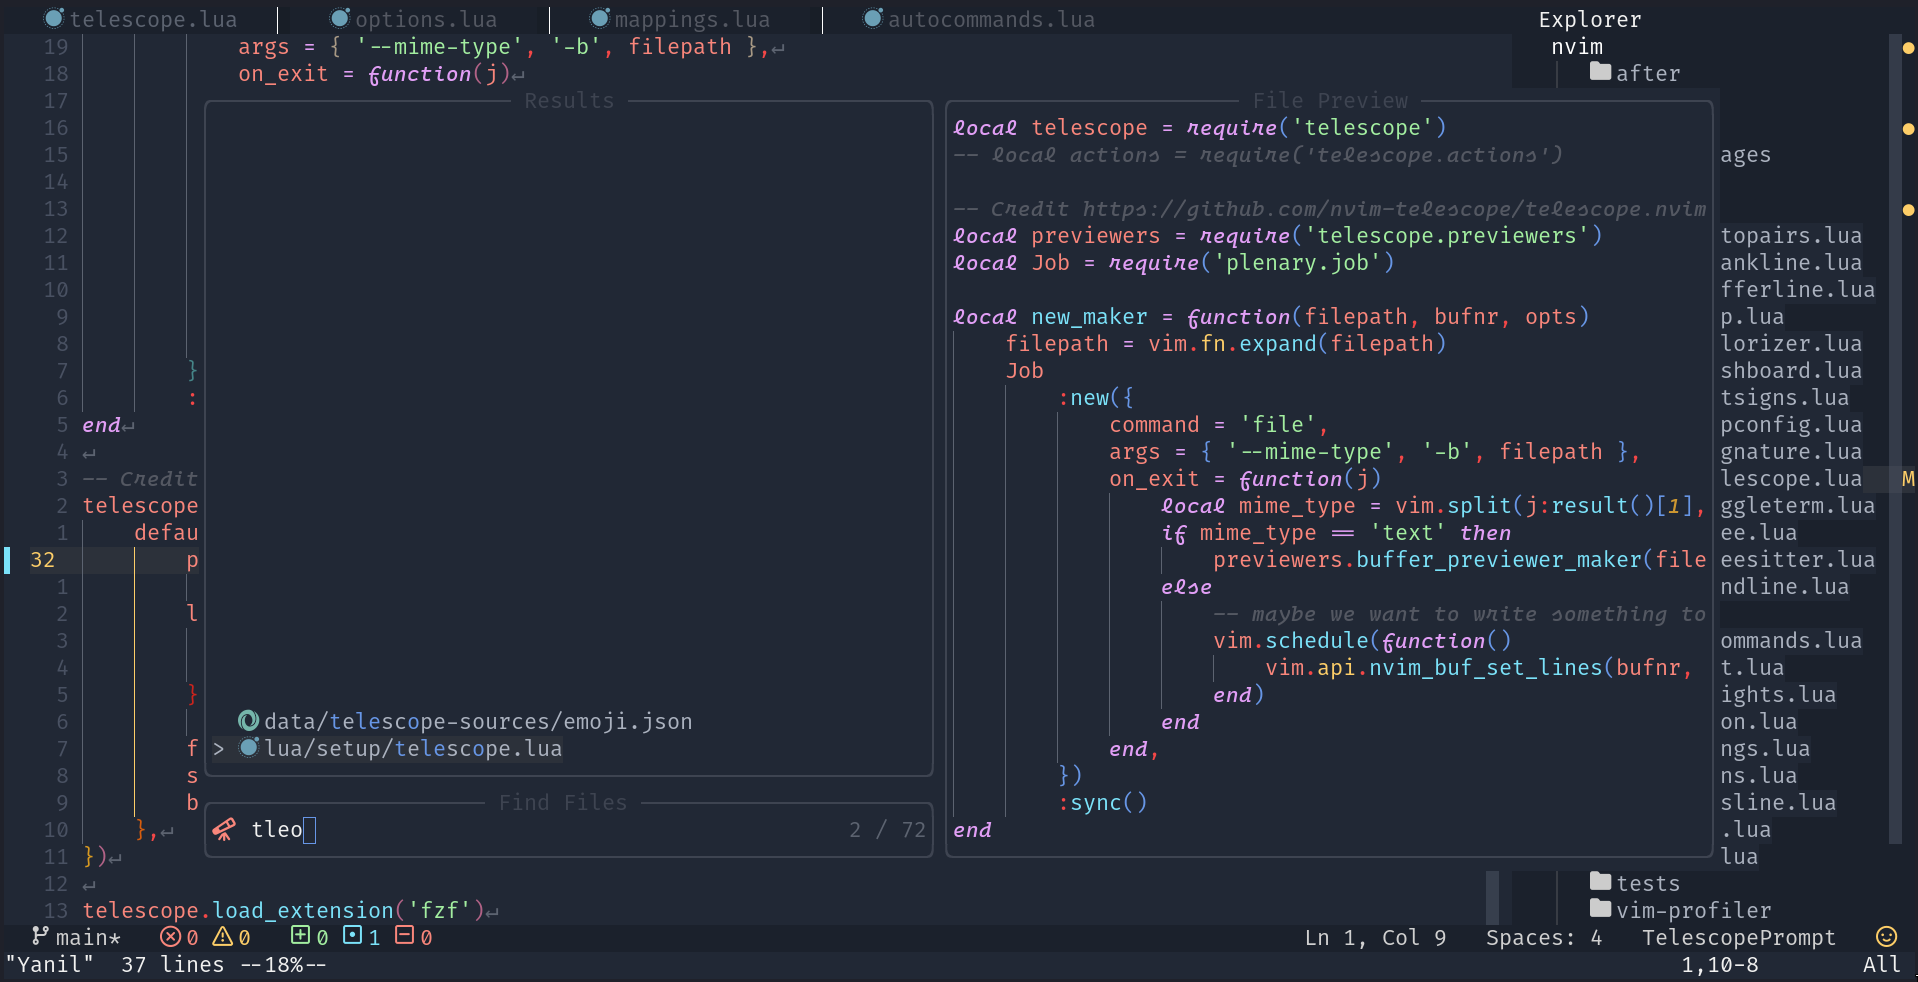 telescope.lua options.lua mappings.lua autocommands.lua
19 args = { '--mime-type', '-b', filepath },↵
18 on_exit = function(j)↵
17
16
15
14
13
12
11
10
9
8
7 }
6 :
5 end↵
4 ↵
3 -- Credit
2 telescope
1 defau
32 p
1
2 l
3
4
5 }
6
7 f
8 s
9 b
10 },↵
11 })↵
12 ↵
13 telescope.load_extension('fzf')↵
Results
data/telescope-sources/emoji.json
> lua/setup/telescope.lua
Find Files
tleo 2 / 72
File Preview
local telescope = require('telescope')
-- local actions = require('telescope.actions')
-- Credit https://github.com/nvim-telescope/telescope.nvim
local previewers = require('telescope.previewers')
local Job = require('plenary.job')
local new_maker = function(filepath, bufnr, opts)
filepath = vim.fn.expand(filepath)
Job
:new({
command = 'file',
args = { '--mime-type', '-b', filepath },
on_exit = function(j)
local mime_type = vim.split(j:result()[1],
if mime_type == 'text' then
previewers.buffer_previewer_maker(file
else
-- maybe we want to write something to
vim.schedule(function()
vim.api.nvim_buf_set_lines(bufnr,
end)
end
end,
})
:sync()
end
Explorer
nvim
after
ages
topairs.lua
ankline.lua
fferline.lua
p.lua
lorizer.lua
shboard.lua
tsigns.lua
pconfig.lua
gnature.lua
lescope.lua M
ggleterm.lua
ee.lua
eesitter.lua
ndline.lua
ommands.lua
t.lua
ights.lua
on.lua
ngs.lua
ns.lua
sline.lua
.lua
lua
tests
vim-profiler
main* 0 0 0 1 0 Ln 1, Col 9 Spaces: 4 TelescopePrompt
"Yanil" 37 lines --18%-- 1,10-8 All